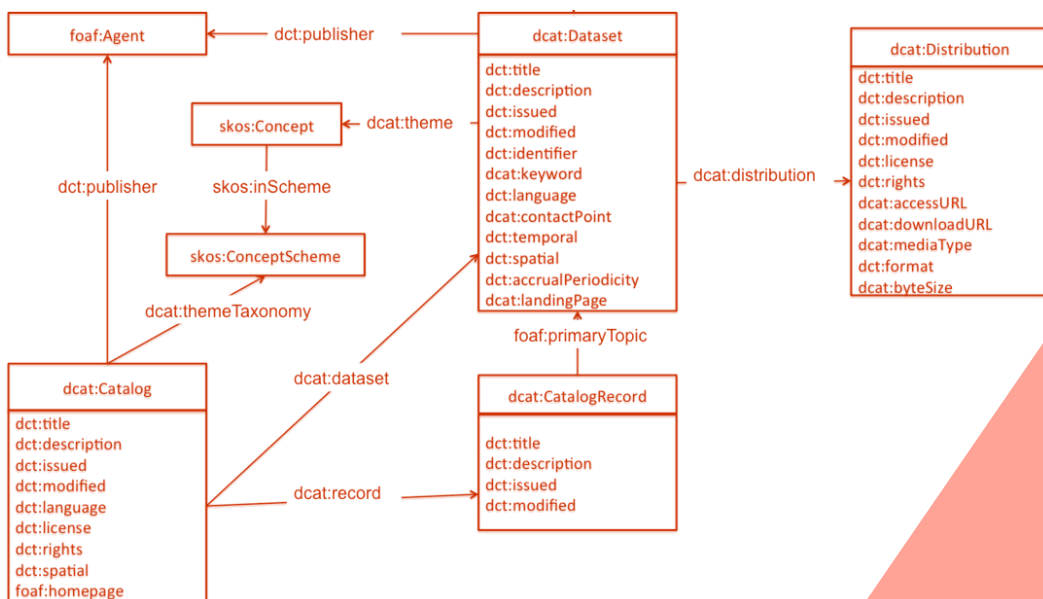 foaf:Agent
dct:publisher
dcat:Dataset
dct:title
dct:description
dct:issued
dct:modified
dct:identifier
dcat:keyword
dct:language
dcat:contactPoint
dct:temporal
dct:spatial
dct:accrualPeriodicity
dcat:landingPage
dcat:Distribution
dct:title
dct:description
dct:issued
dct:modified
dct:license
dct:rights
dcat:accessURL
dcat:downloadURL
dcat:mediaType
dct:format
dcat:byteSize
skos:Concept
dcat:theme
dct:publisher
skos:inScheme
dcat:distribution
skos:ConceptScheme
dcat:themeTaxonomy
foaf:primaryTopic
dcat:dataset
dcat:Catalog
dct:title
dct:description
dct:issued
dct:modified
dct:language
dct:license
dct:rights
dct:spatial
foaf:homepage
dcat:record
dcat:CatalogRecord
dct:title
dct:description
dct:issued
dct:modified